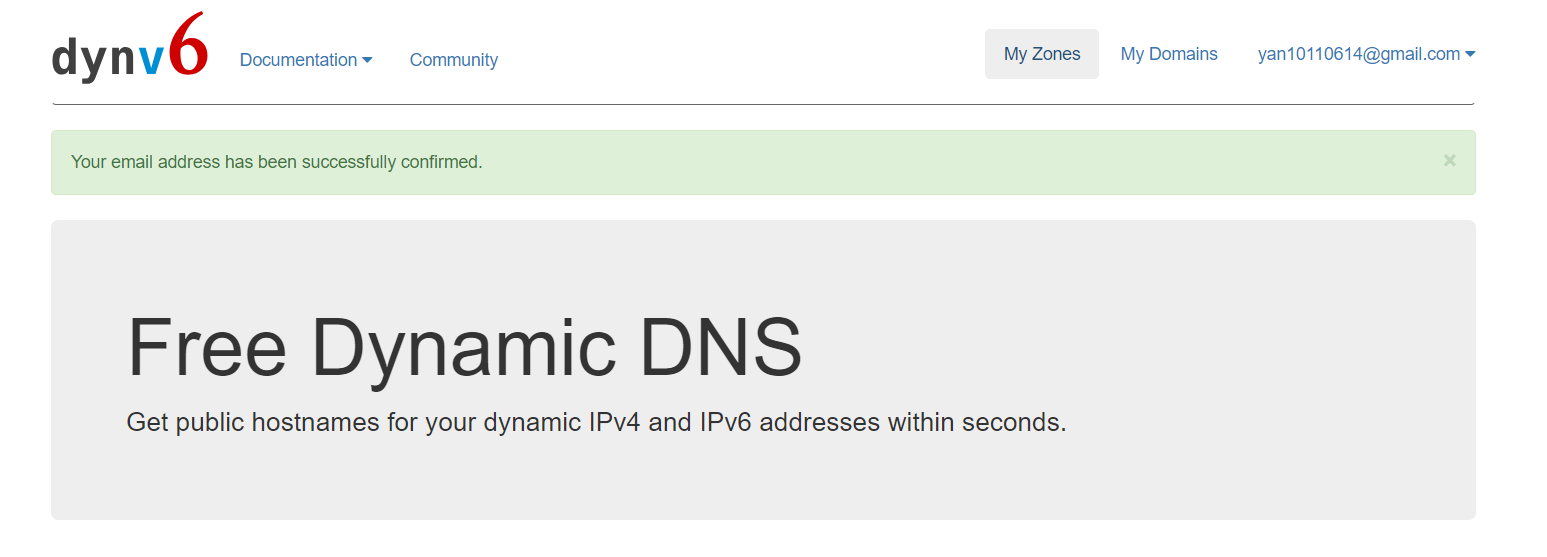 dynv6
Documentation
Community
My Zones
My Domains
yan10110614@gmail.com
Your email address has been successfully confirmed.
×
Free Dynamic DNS
Get public hostnames for your dynamic IPv4 and IPv6 addresses within seconds.